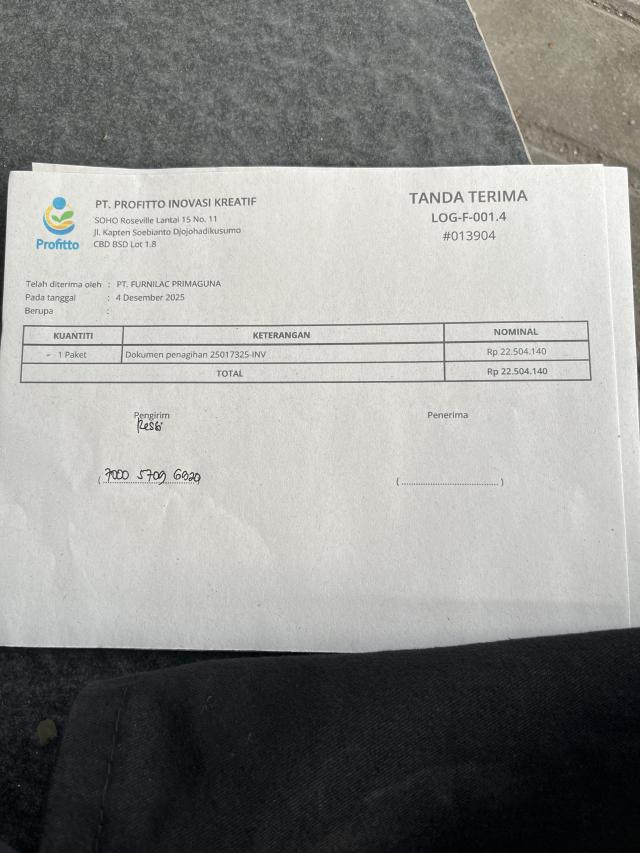 PT. PROFITTO INOVASI KREATIF
SOHO Roseville Lantai 15 No. 11
Jl. Kapten Soebianto Djojohadikusumo
CBD BSD Lot 1.8
Profitto
TANDA TERIMA
LOG-F-001.4
#013904
Telah diterima oleh : PT. FURNILAC PRIMAGUNA
Pada tanggal : 4 Desember 2025
Berupa :
KUANTITI KETERANGAN NOMINAL
1 Paket Dokumen penagihan 25017325-INV Rp 22.504.140
TOTAL Rp 22.504.140
Pengirim Penerima
(7000 5709 6929 (..............................)